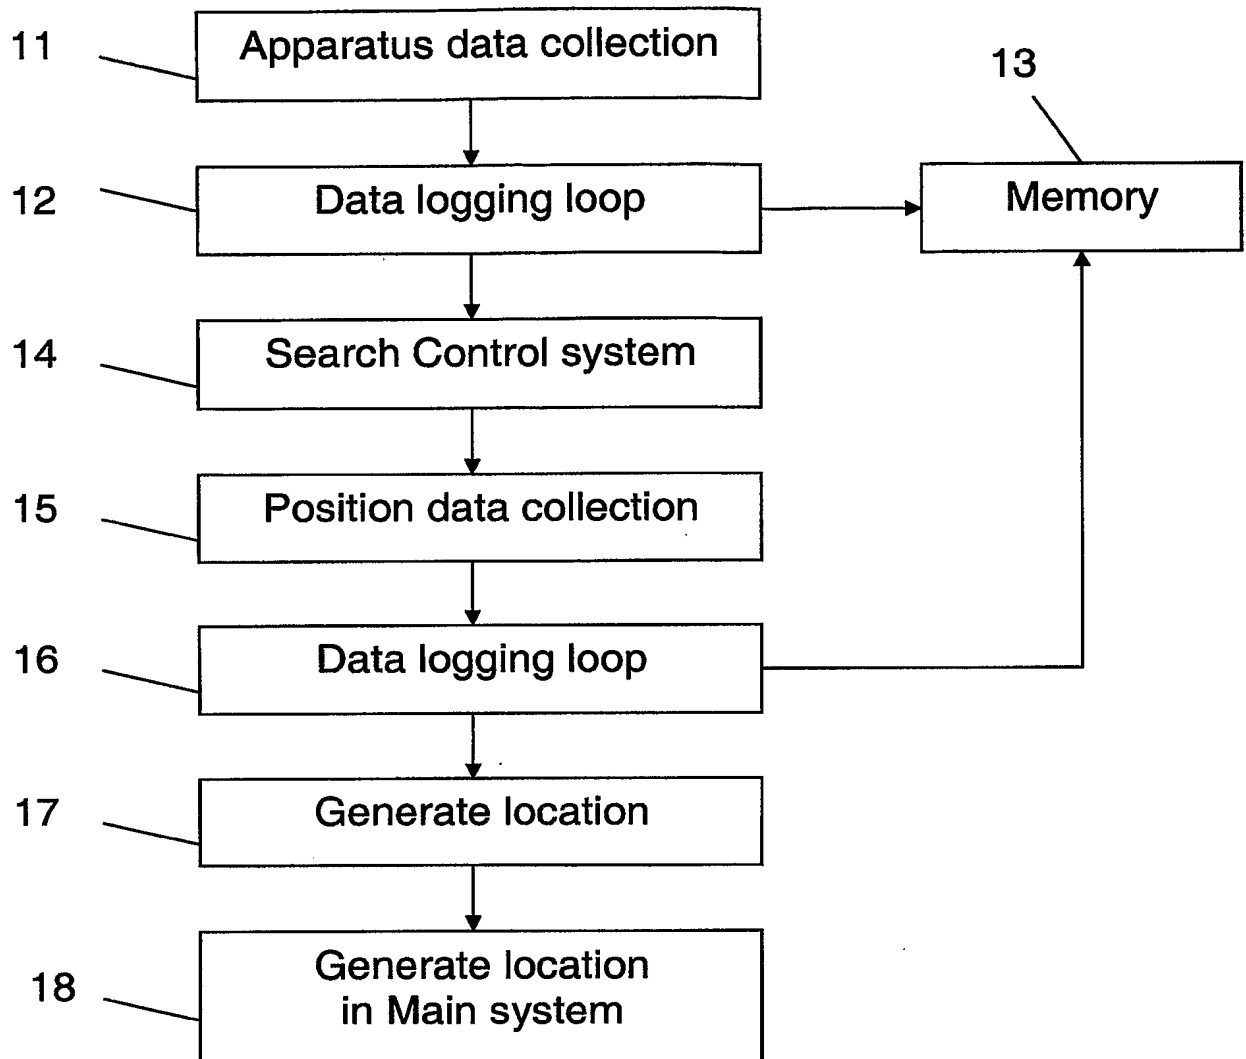 11
Apparatus data collection
13
12
Data logging loop
Memory
14
Search Control system
15
Position data collection
16
Data logging loop
17
Generate location
18
Generate location
in Main system